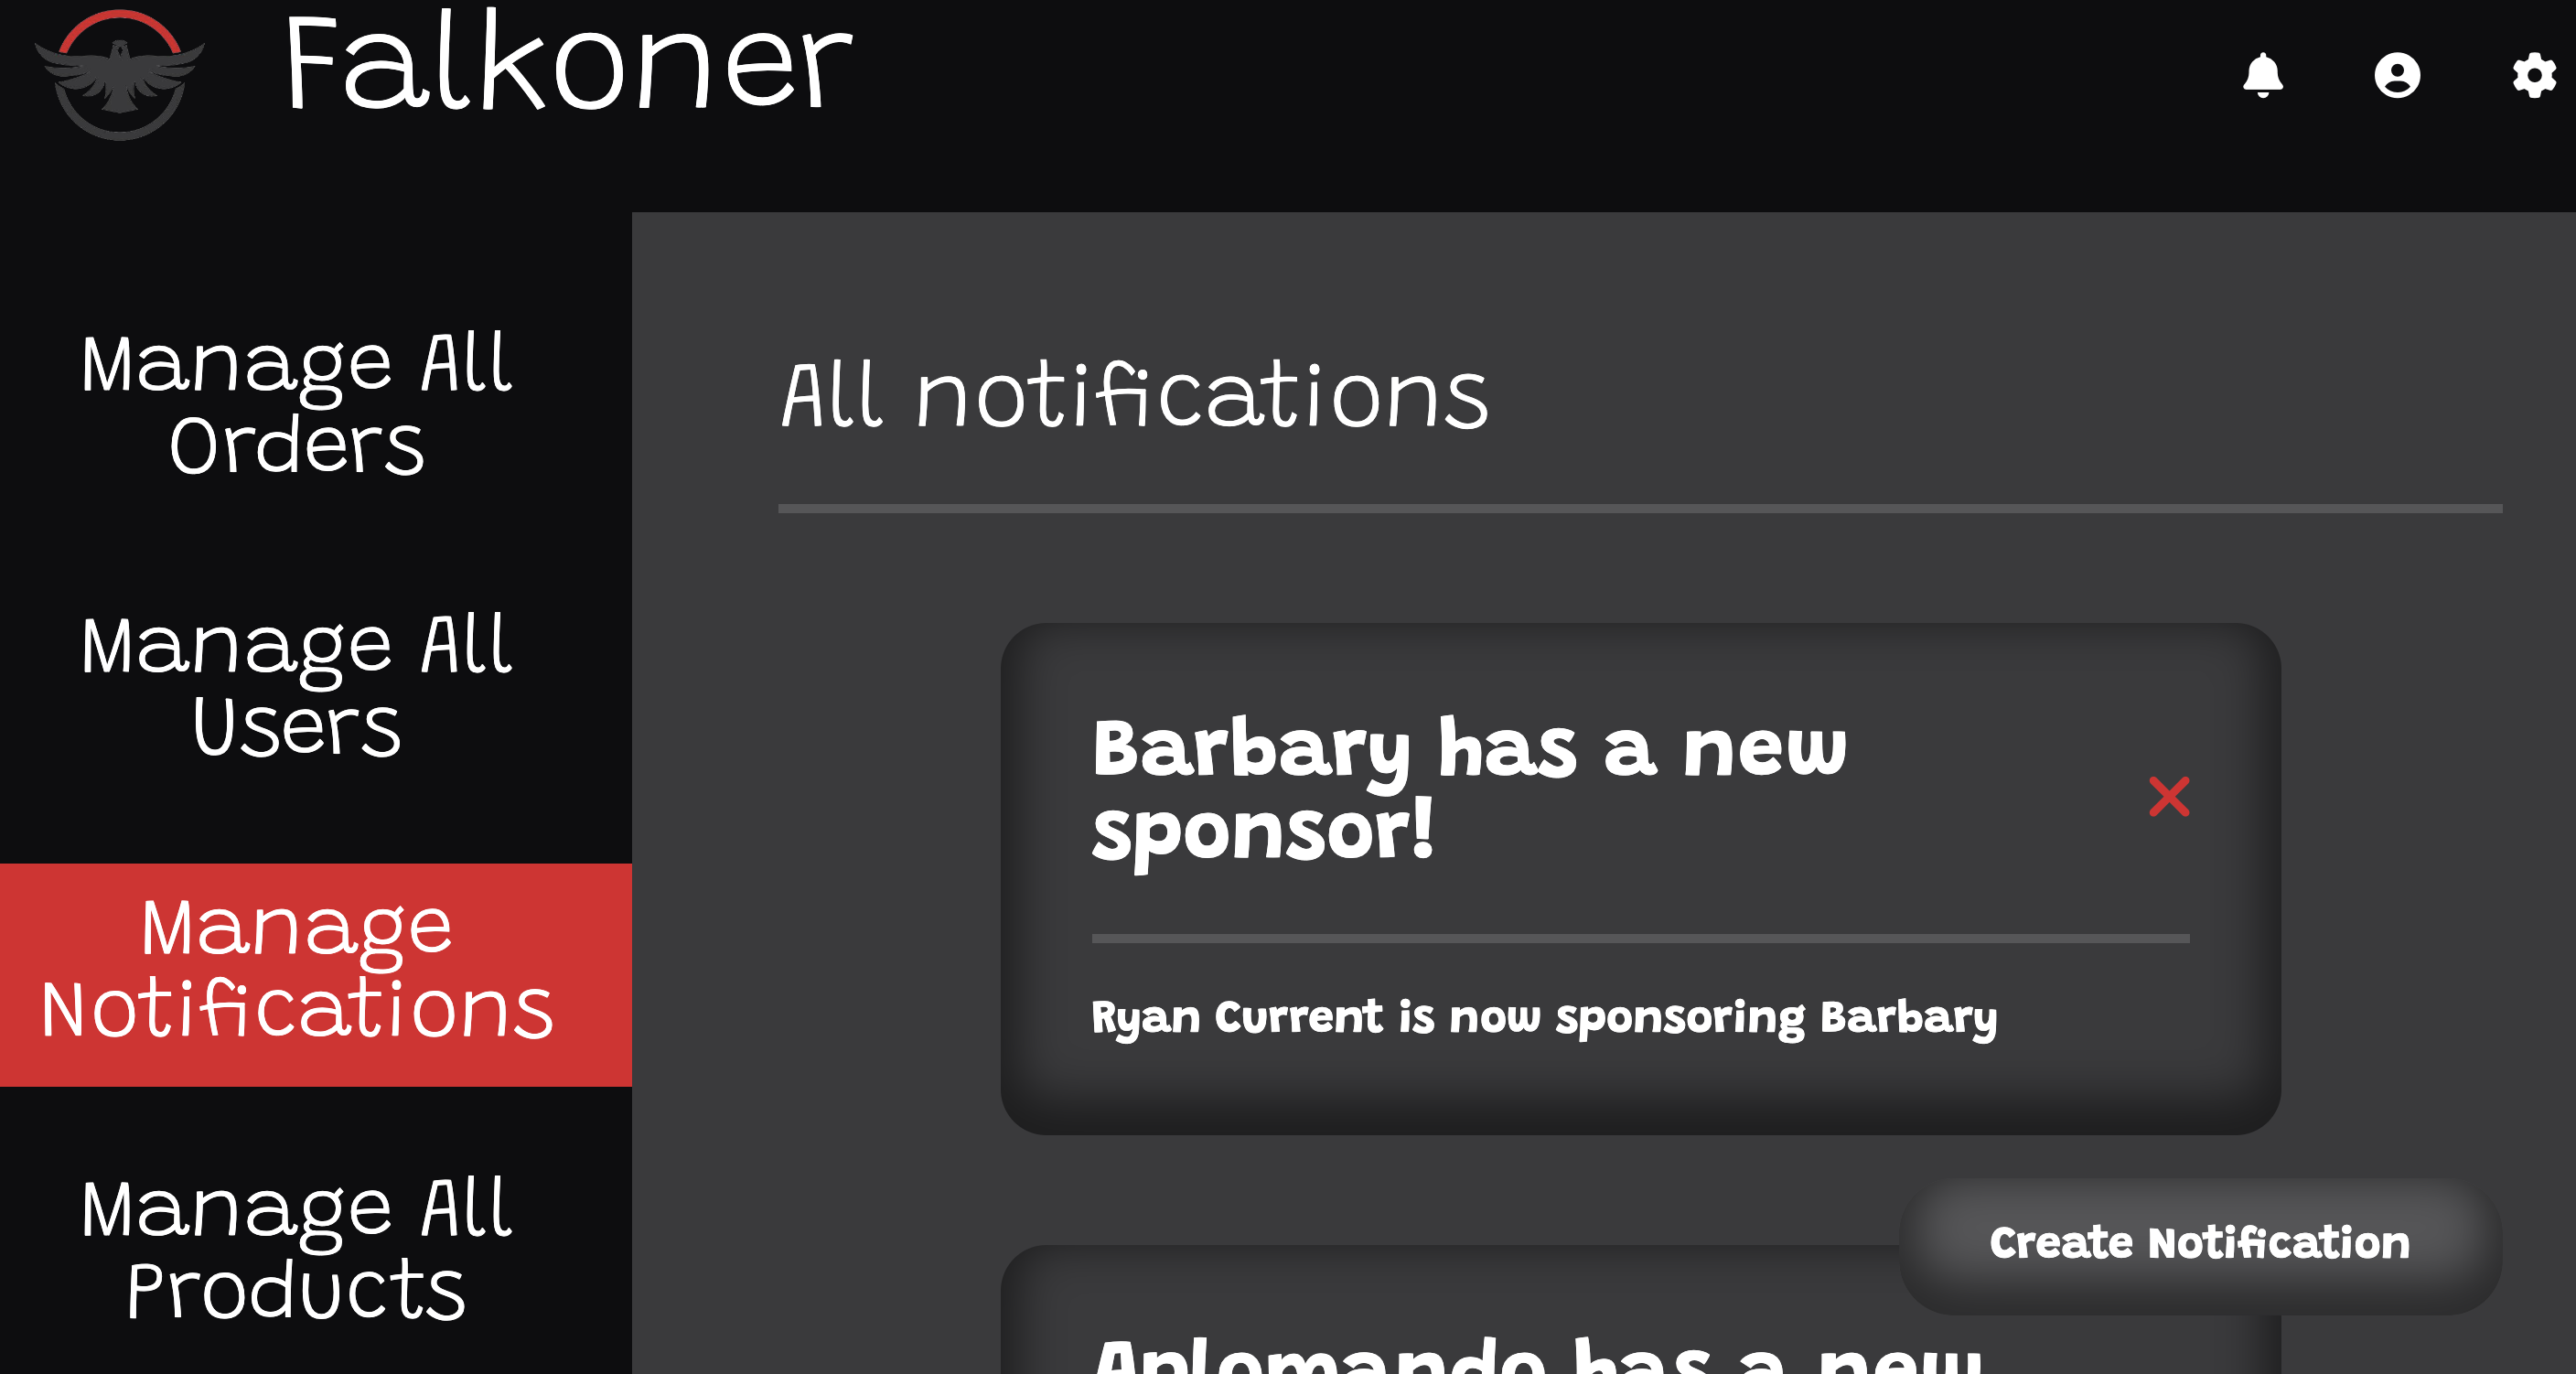 Falkoner
Manage All
Orders
Manage All
Users
Manage
Notifications
Manage All
Products
All notifications
Barbary has a new
sponsor!
Ryan Current is now sponsoring Barbary
Create Notification
Aplomando has a new